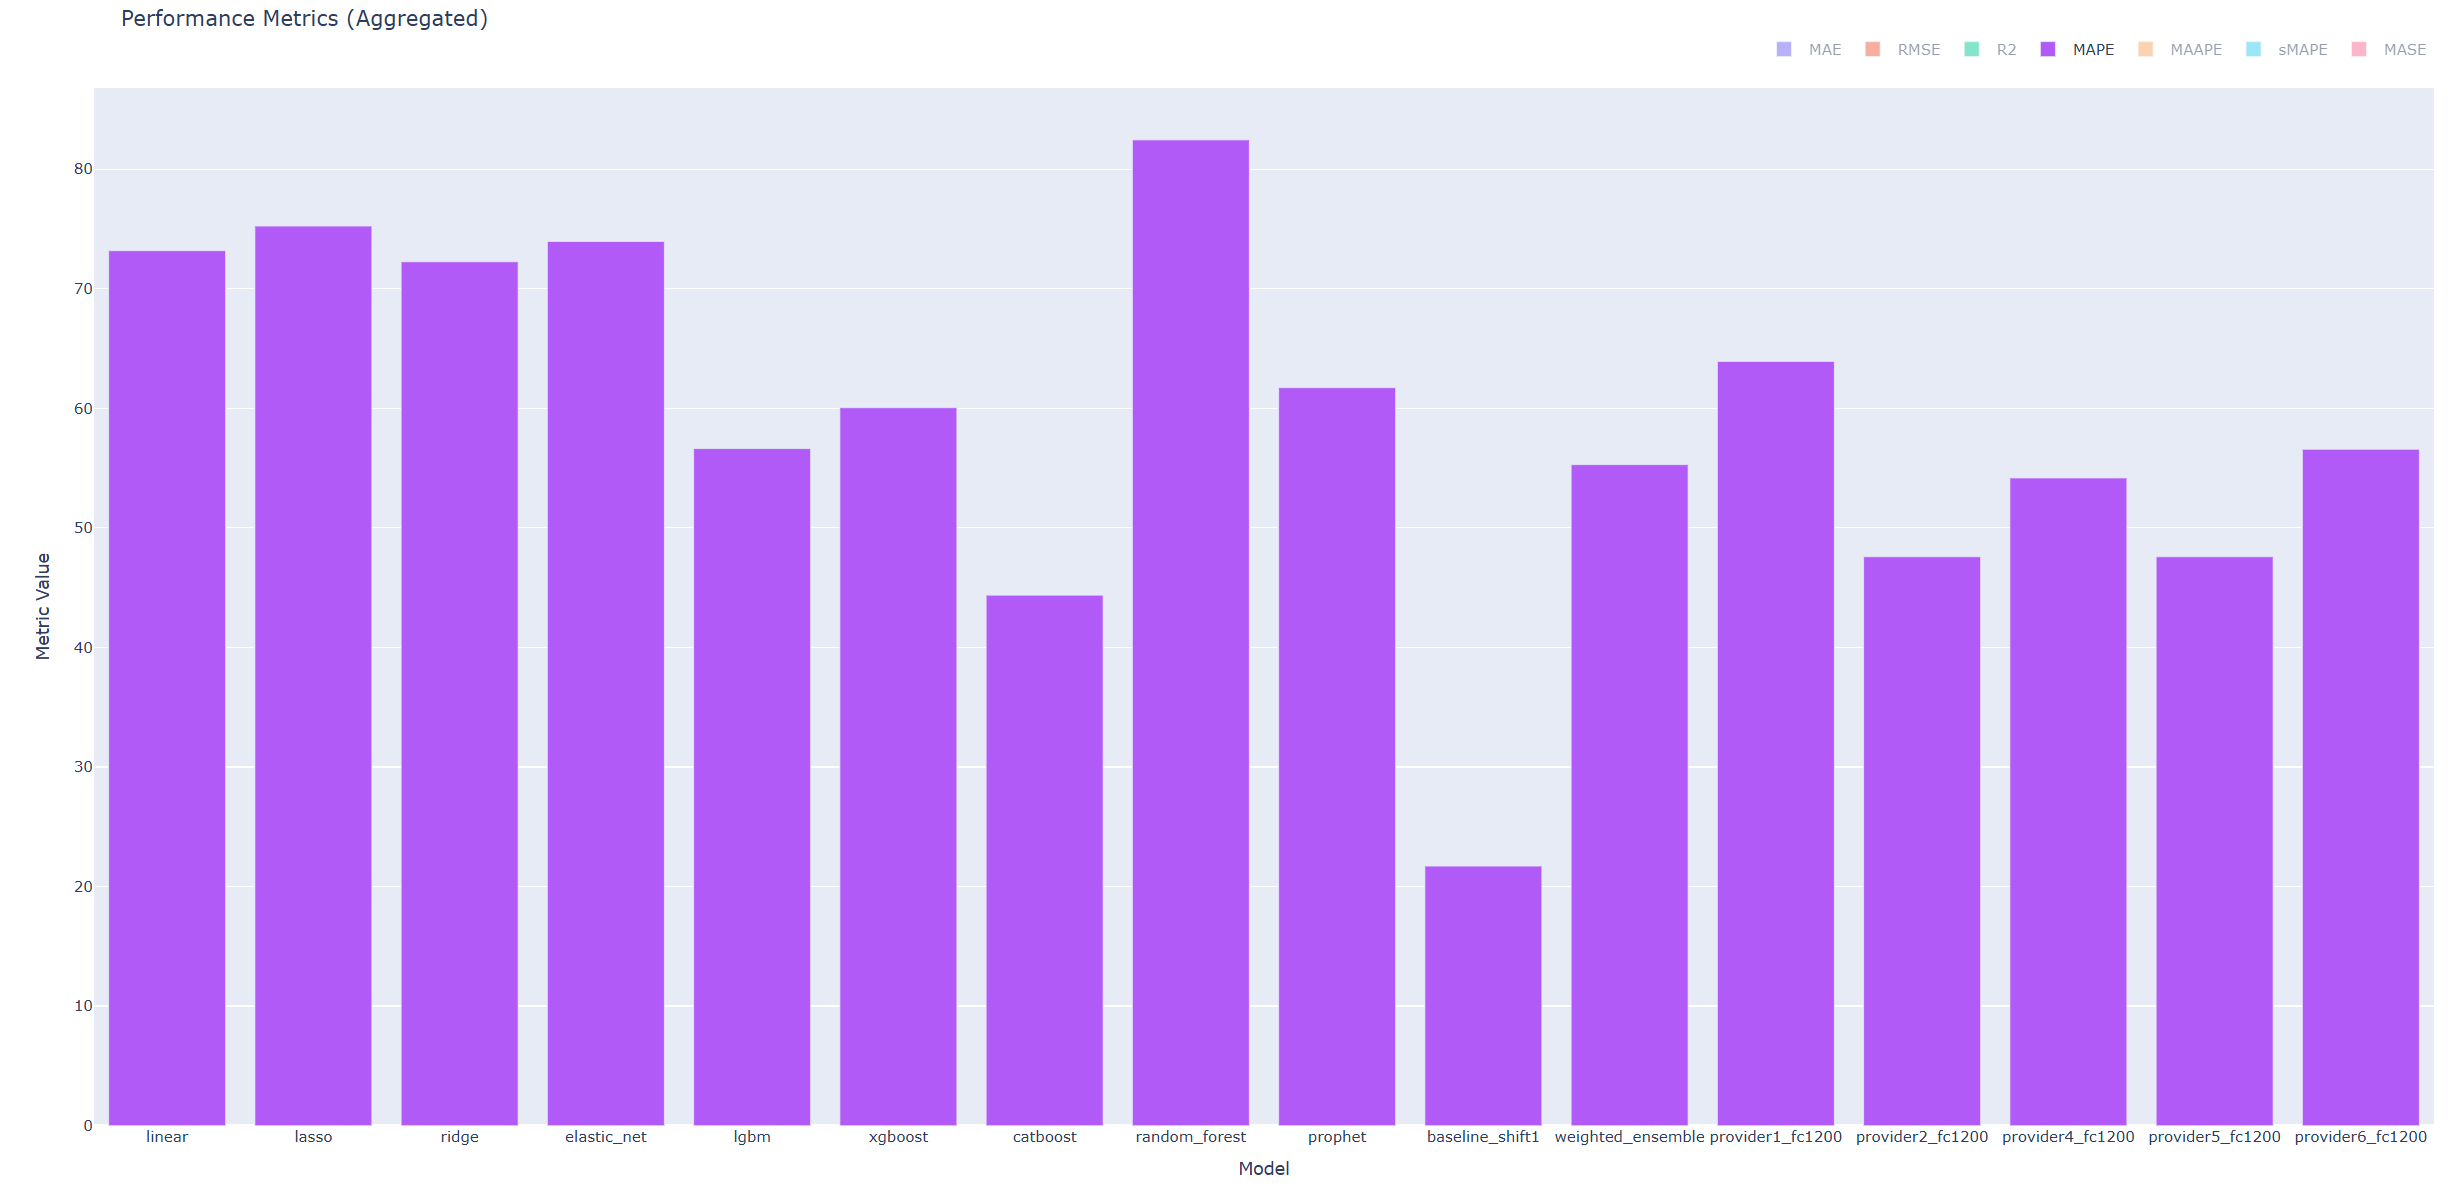 Performance Metrics (Aggregated)
MAE RMSE R2 MAPE MAAPE sMAPE MASE
80
70
60
50
40
30
20
10
0
Metric Value
linear lasso ridge elastic_net lgbm xgboost catboost random_forest prophet baseline_shift1 weighted_ensemble provider1_fc1200 provider2_fc1200 provider4_fc1200 provider5_fc1200 provider6_fc1200
Model